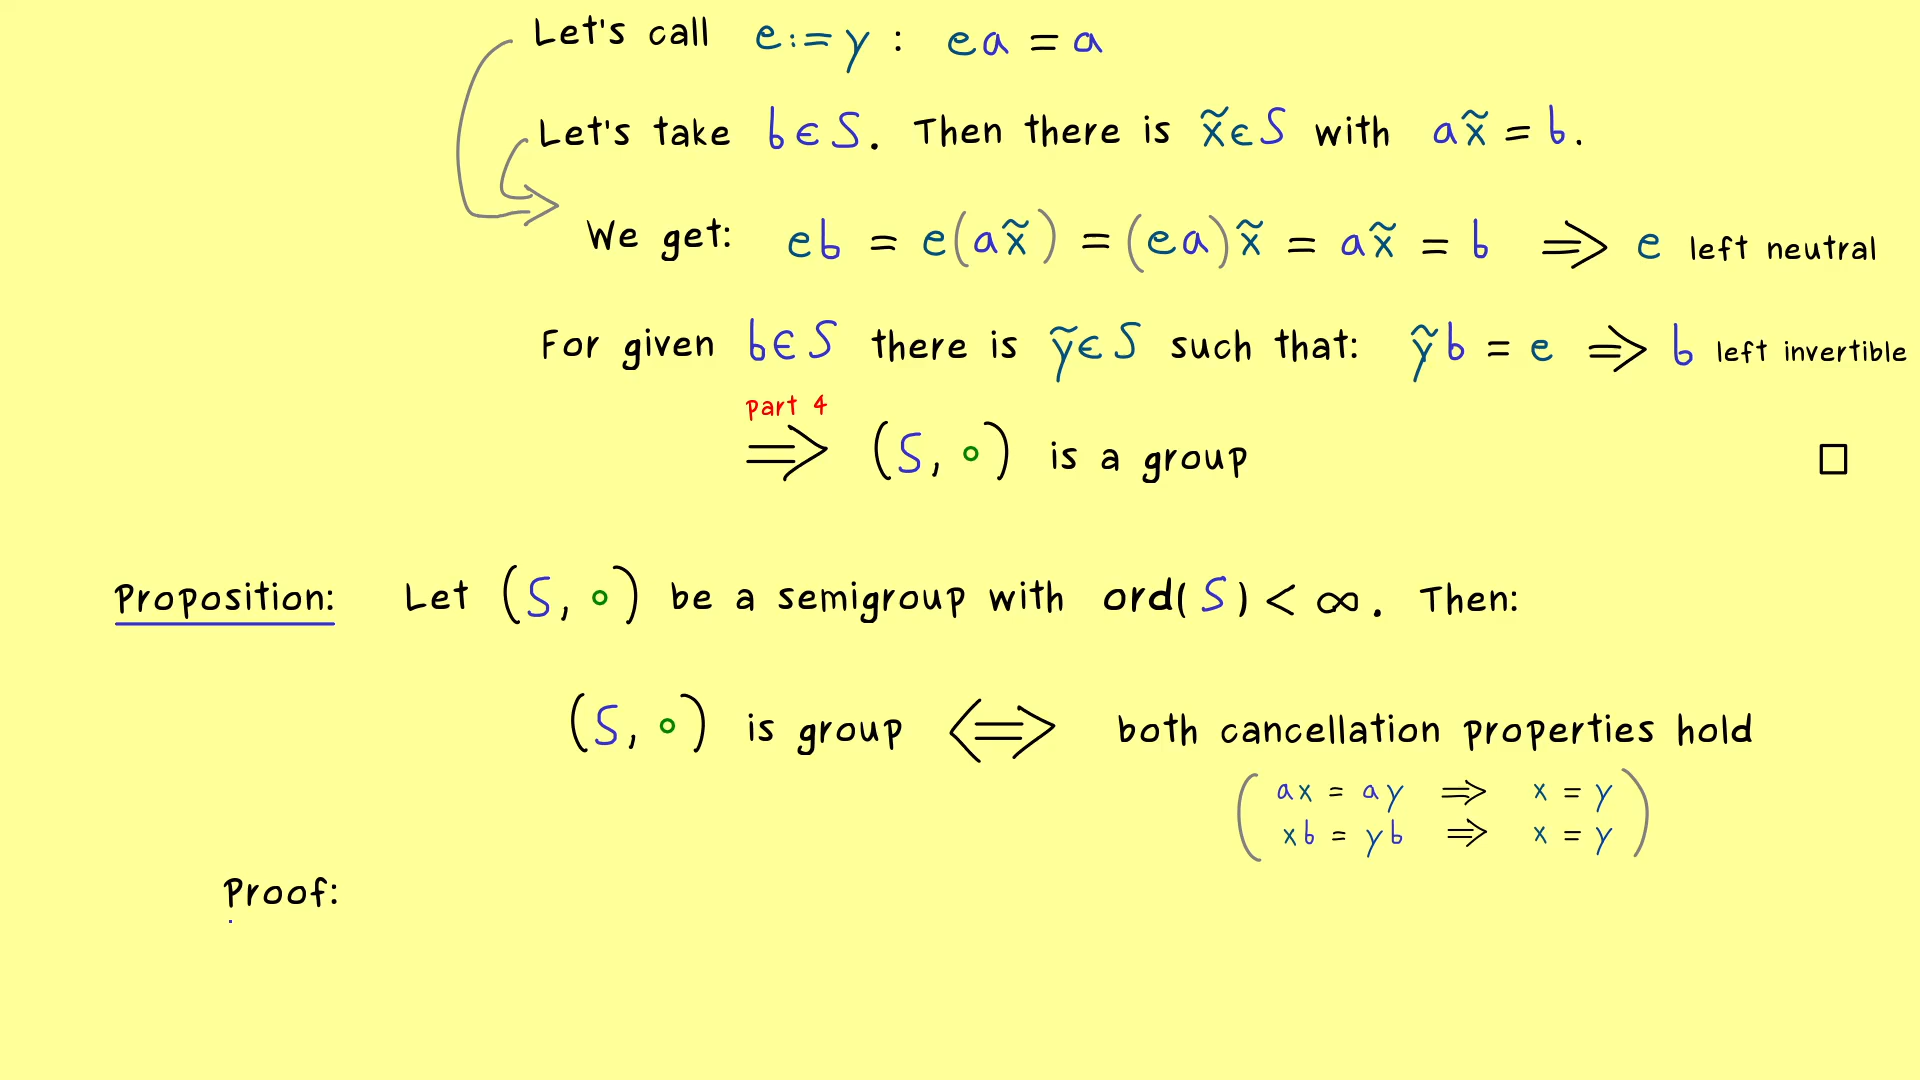 Let's call e := y : ea = a
Let's take b ∈ S. Then there is x̃ ∈ S with ax̃ = b.
We get: eb = e(ax̃) = (ea)x̃ = ax̃ = b ⟹ e left neutral
For given b ∈ S there is ỹ ∈ S such that: ỹb = e ⟹ b left invertible
part 4
⟹ (S, ∘) is a group □
Proposition: Let (S, ∘) be a semigroup with ord(S) < ∞. Then:
(S, ∘) is group ⟺ both cancellation properties hold
( ax = ay ⟹ x = y
xb = yb ⟹ x = y )
Proof: